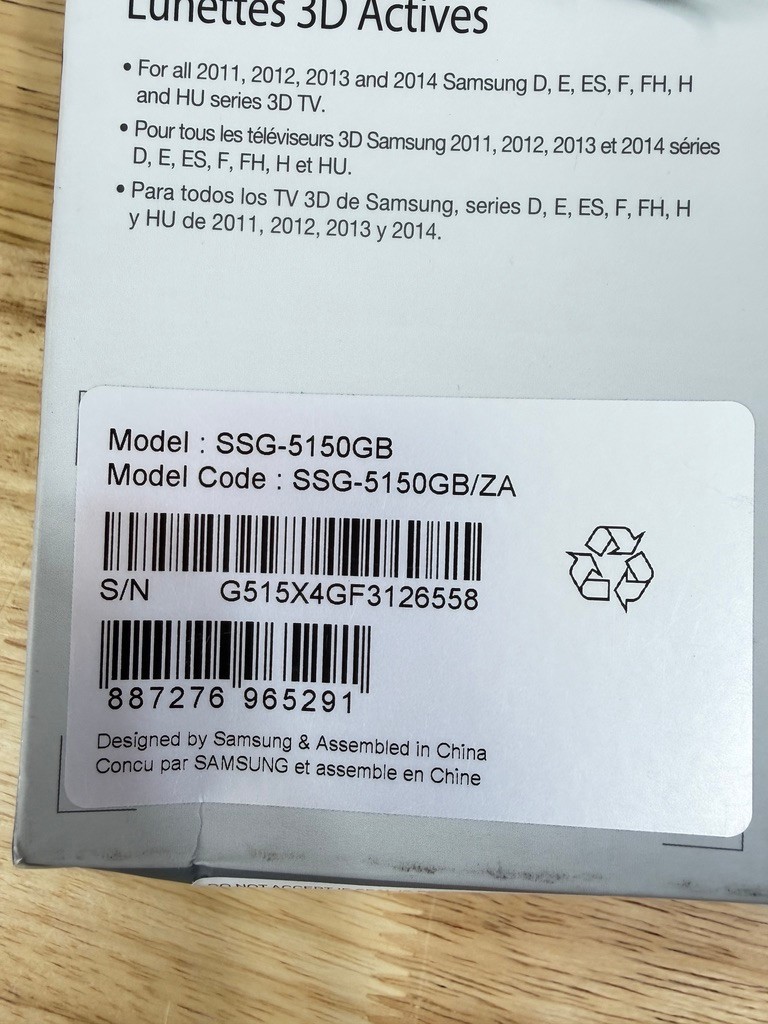 Lunettes 3D Actives
• For all 2011, 2012, 2013 and 2014 Samsung D, E, ES, F, FH, H
and HU series 3D TV.
• Pour tous les téléviseurs 3D Samsung 2011, 2012, 2013 et 2014 séries
D, E, ES, F, FH, H et HU.
• Para todos los TV 3D de Samsung, series D, E, ES, F, FH, H
y HU de 2011, 2012, 2013 y 2014.
Model : SSG-5150GB
Model Code : SSG-5150GB/ZA
S/N G515X4GF3126558
887276 965291
Designed by Samsung & Assembled in China
Concu par SAMSUNG et assemble en Chine
DO NOT ACCEPT